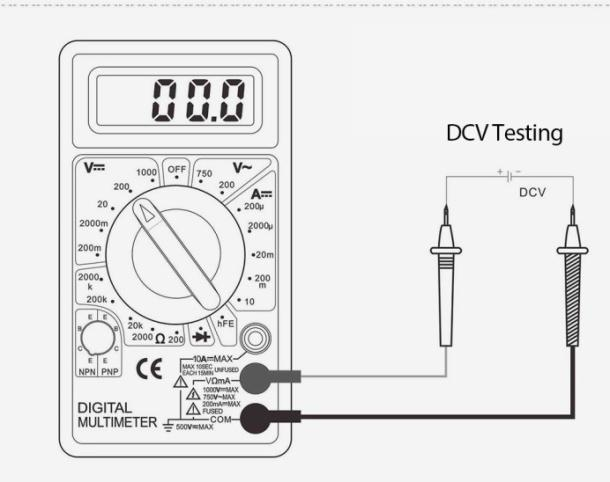 00.0
DCV Testing
+ −
DCV
V⎓
1000
OFF
750
V~
200
200
A⎓
20
200µ
2000m
2000µ
200m
20m
2000
k
200
m
200k
10
20k
hFE
2000 Ω 200
E E
B B
C C
E E
NPN PNP
CE
10A⎓MAX
MAX 10SEC
EACH 15MIN UNFUSED
VΩmA
1000V⎓MAX
750V~MAX
200mA⎓MAX
FUSED
COM
500V⎓MAX
DIGITAL
MULTIMETER